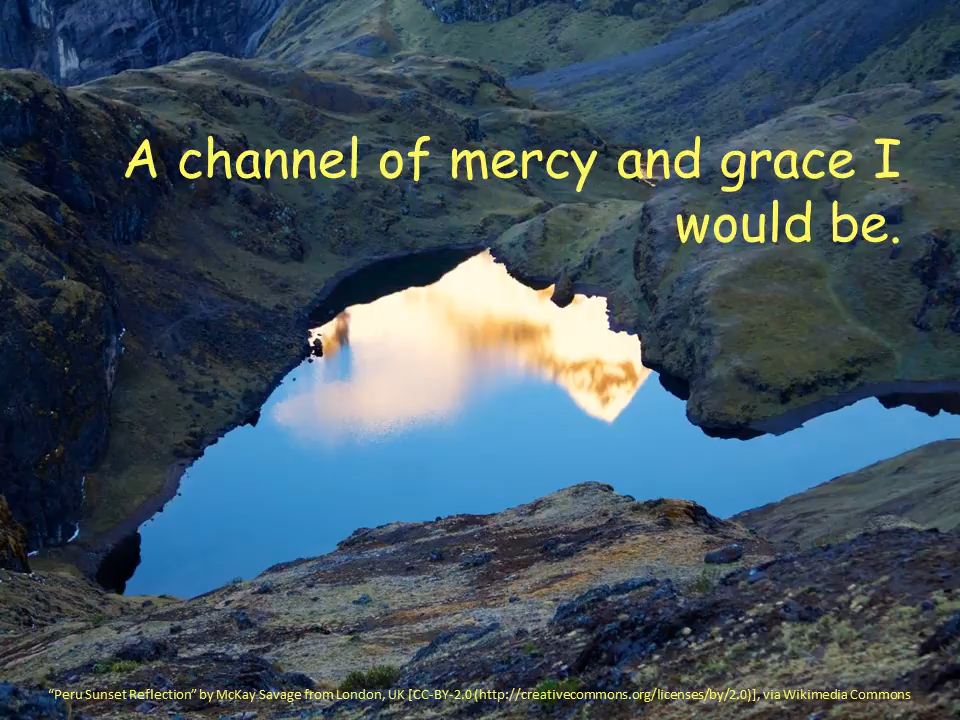 A channel of mercy and grace I
would be.
“Peru Sunset Reflection” by McKay Savage from London, UK [CC-BY-2.0 (http://creativecommons.org/licenses/by/2.0)], via Wikimedia Commons